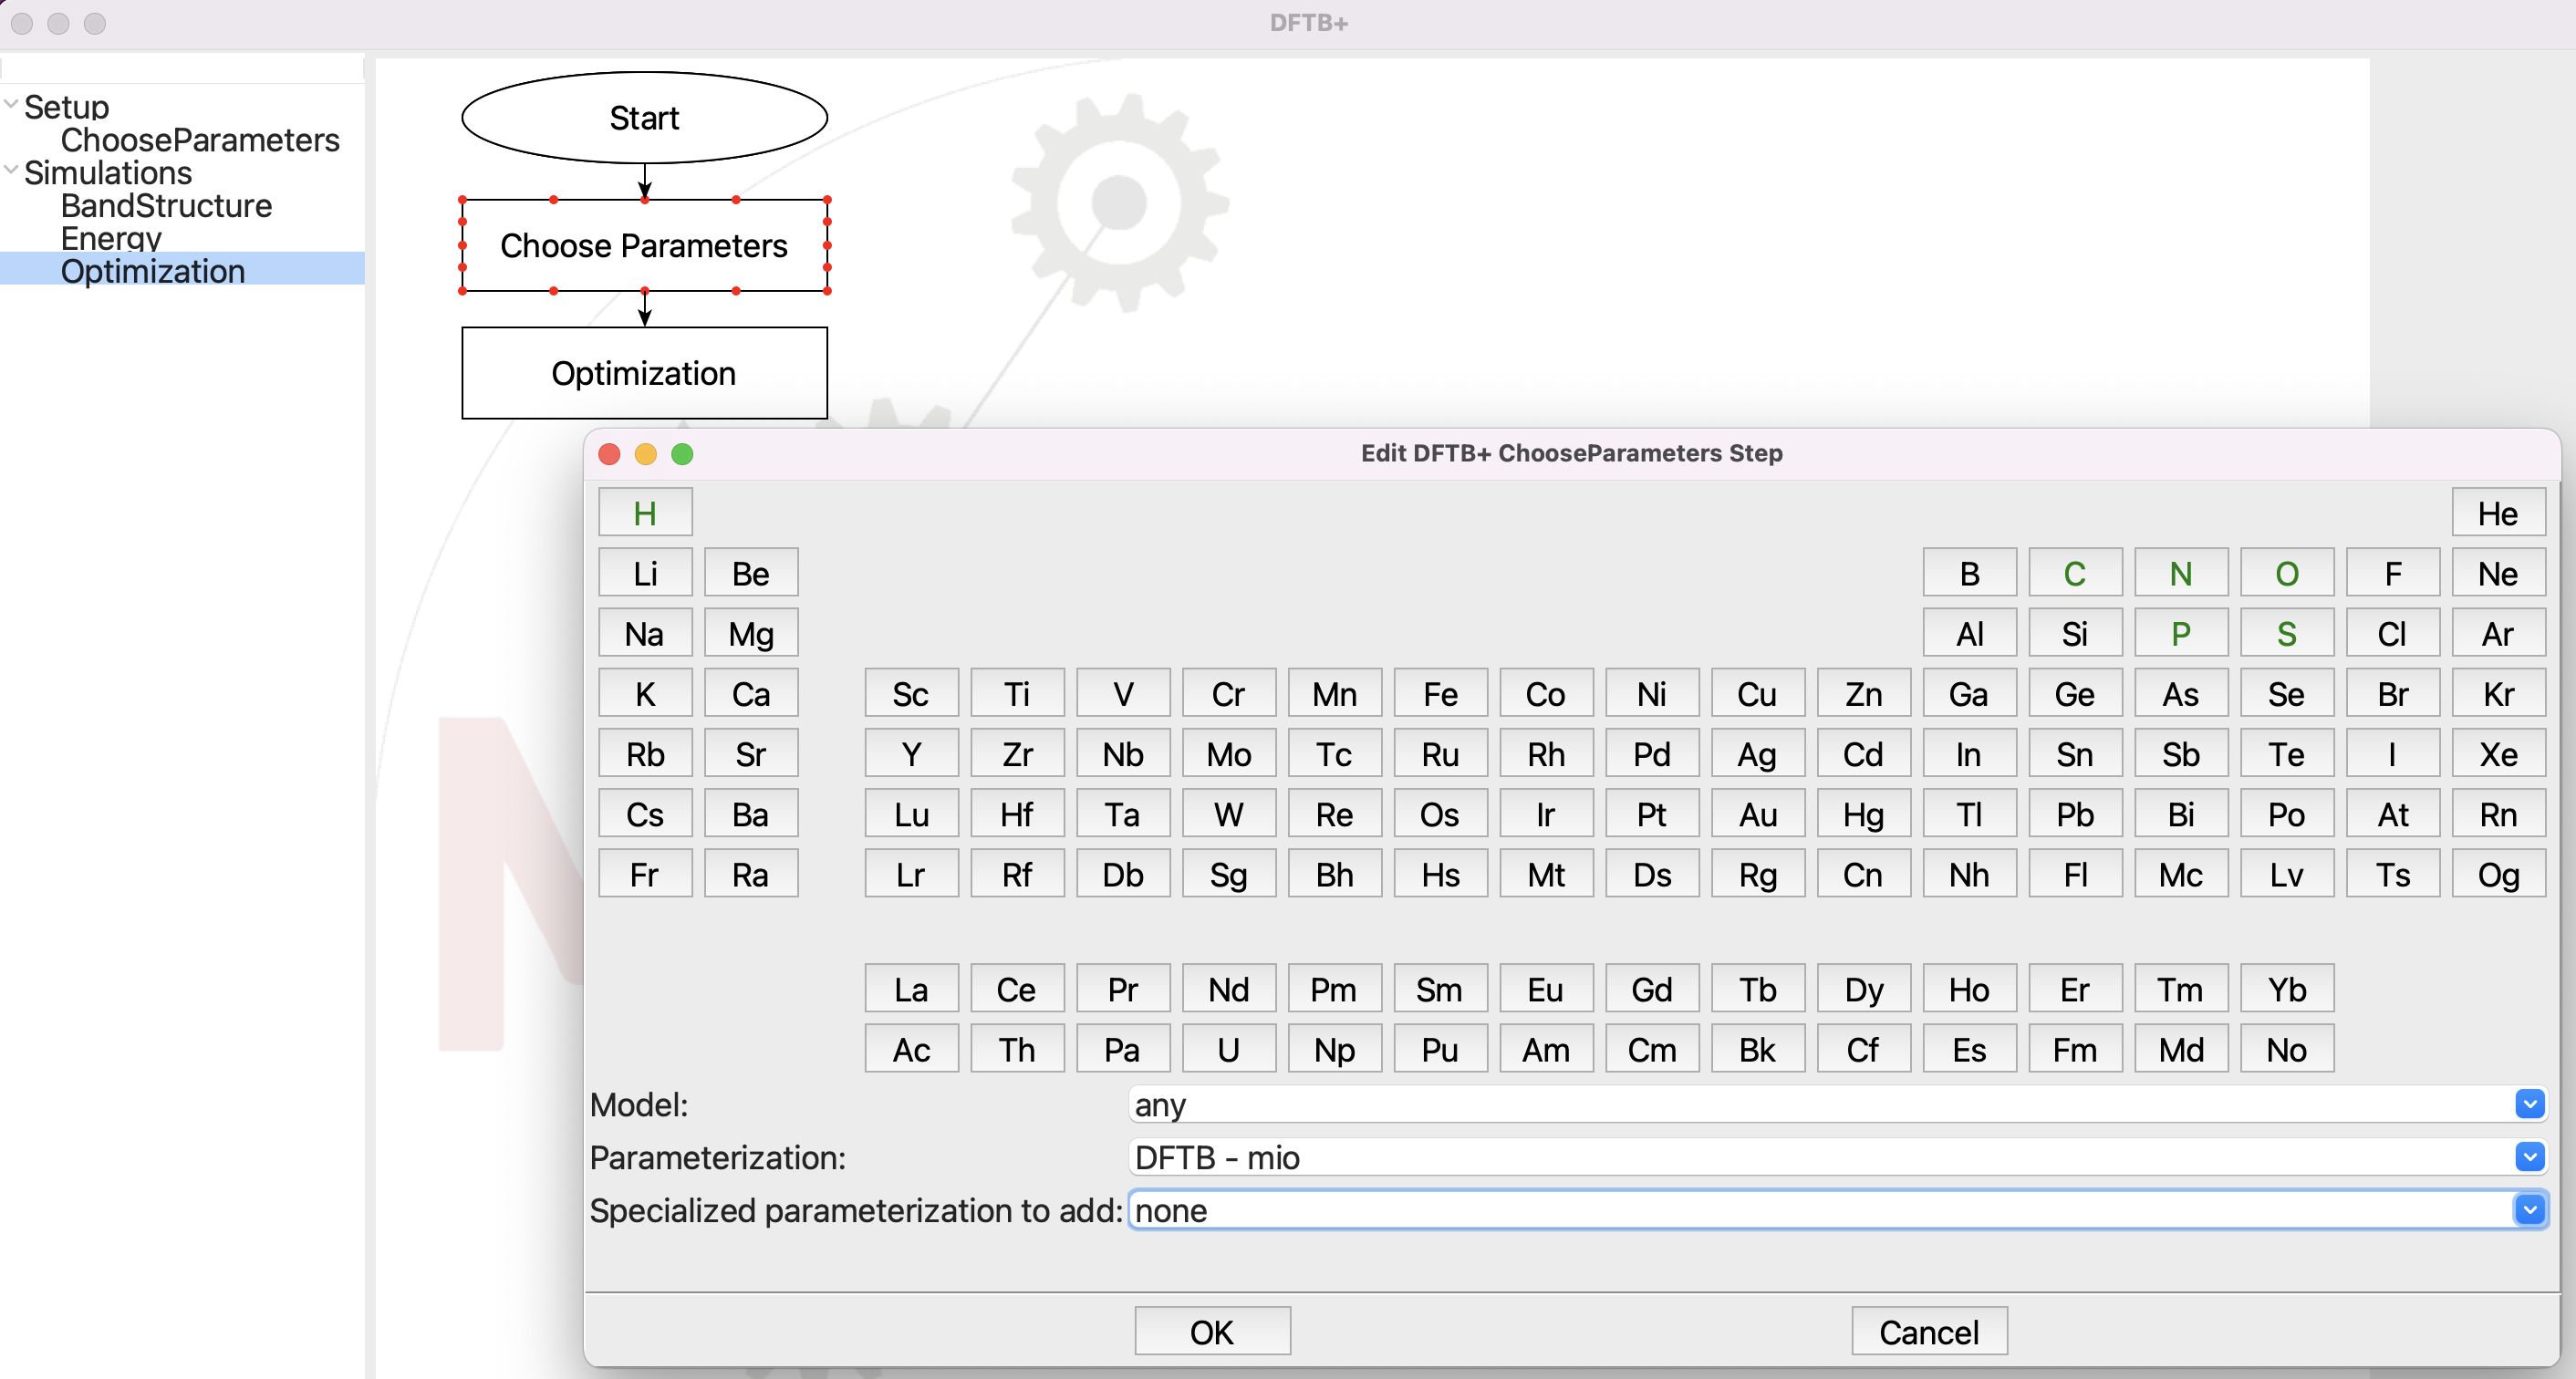 DFTB+
Setup
ChooseParameters
Simulations
BandStructure
Energy
Optimization
Start
Choose Parameters
Optimization
Edit DFTB+ ChooseParameters Step
H He
Li Be B C N O F Ne
Na Mg Al Si P S Cl Ar
K Ca Sc Ti V Cr Mn Fe Co Ni Cu Zn Ga Ge As Se Br Kr
Rb Sr Y Zr Nb Mo Tc Ru Rh Pd Ag Cd In Sn Sb Te I Xe
Cs Ba Lu Hf Ta W Re Os Ir Pt Au Hg Tl Pb Bi Po At Rn
Fr Ra Lr Rf Db Sg Bh Hs Mt Ds Rg Cn Nh Fl Mc Lv Ts Og
La Ce Pr Nd Pm Sm Eu Gd Tb Dy Ho Er Tm Yb
Ac Th Pa U Np Pu Am Cm Bk Cf Es Fm Md No
Model: any
Parameterization: DFTB - mio
Specialized parameterization to add: none
OK Cancel